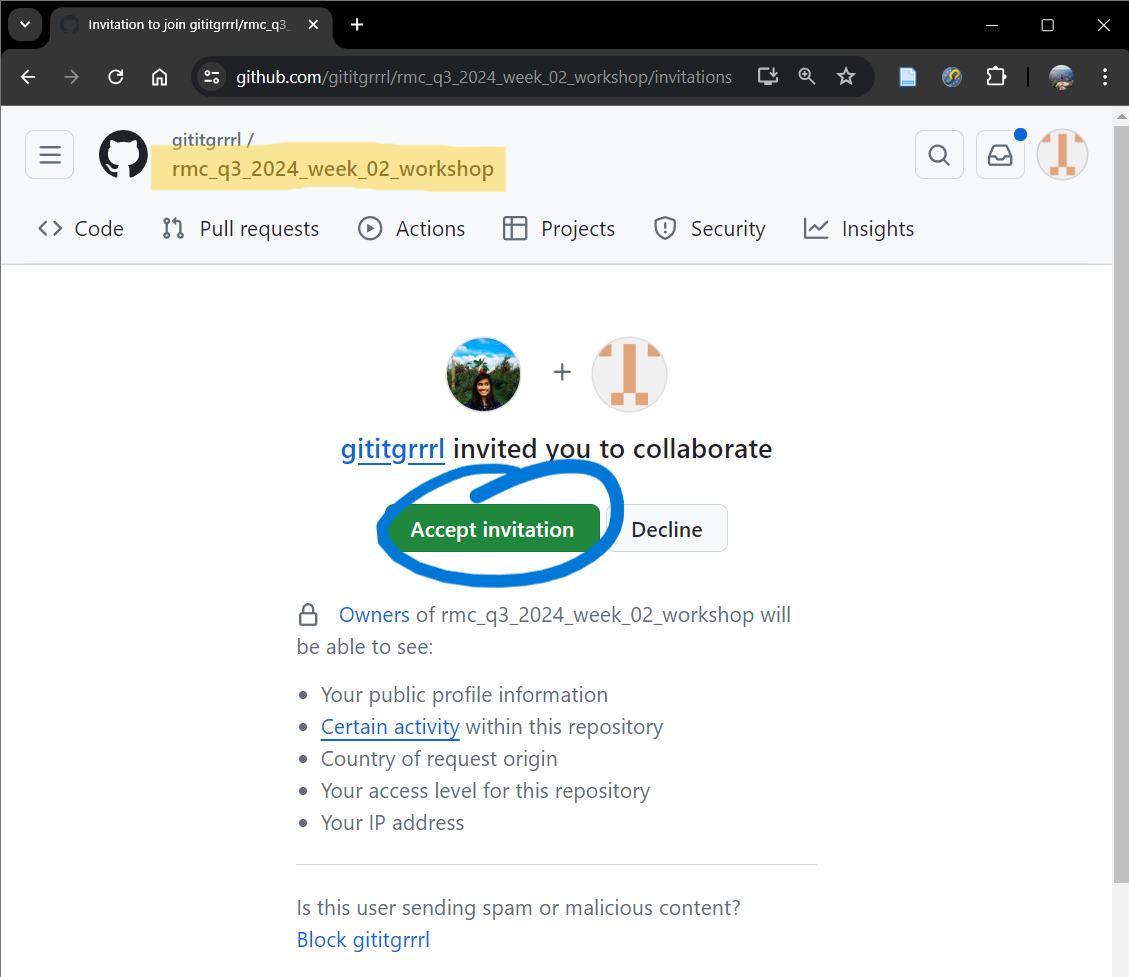 Invitation to join gititgrrrl/rmc_q3_
github.com/gititgrrrl/rmc_q3_2024_week_02_workshop/invitations
gititgrrrl /
rmc_q3_2024_week_02_workshop
Code Pull requests Actions Projects Security Insights
gititgrrrl invited you to collaborate
Accept invitation Decline
Owners of rmc_q3_2024_week_02_workshop will
be able to see:
Your public profile information
Certain activity within this repository
Country of request origin
Your access level for this repository
Your IP address
Is this user sending spam or malicious content?
Block gititgrrrl